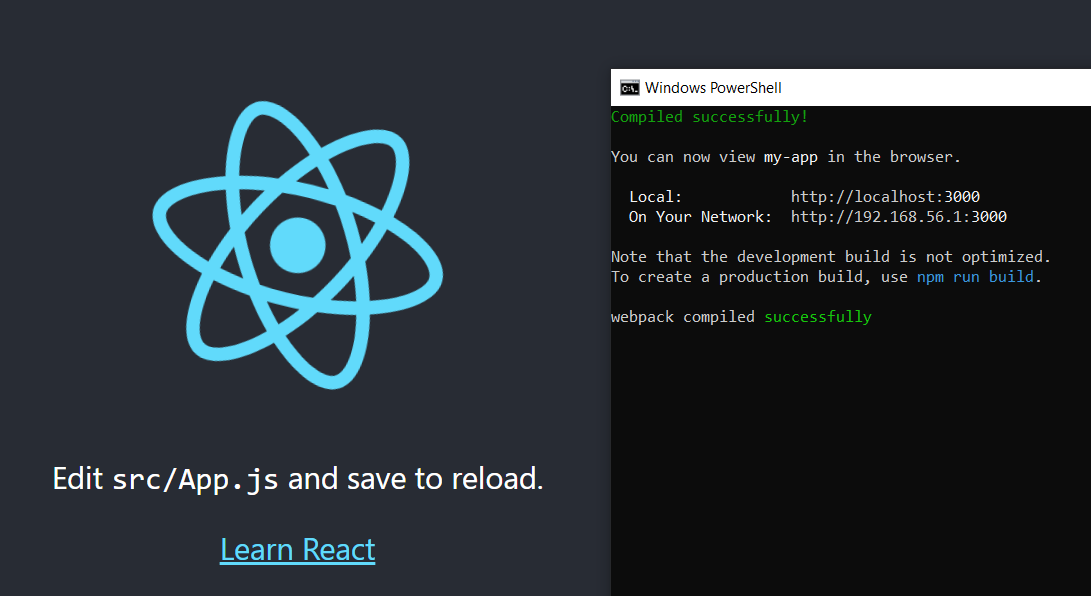 Edit src/App.js and save to reload.
Learn React
Windows PowerShell
Compiled successfully!
You can now view my-app in the browser.
Local: http://localhost:3000
On Your Network: http://192.168.56.1:3000
Note that the development build is not optimized.
To create a production build, use npm run build.
webpack compiled successfully